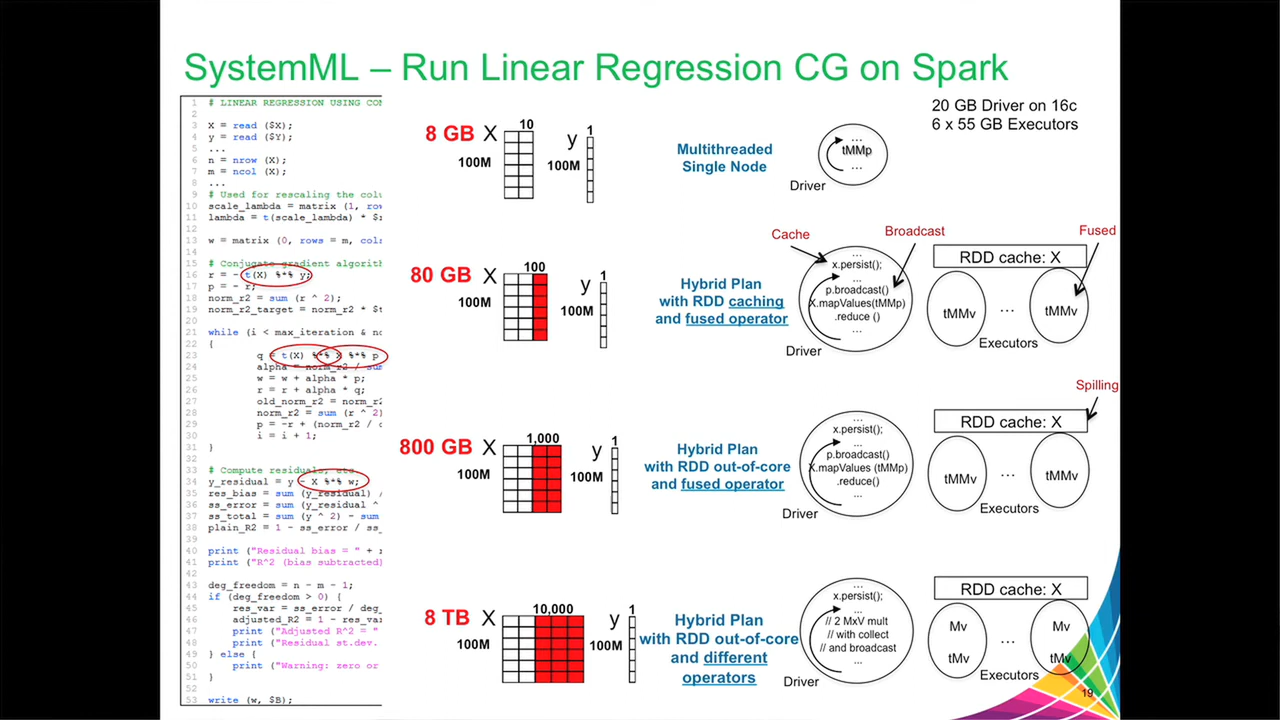 SystemML – Run Linear Regression CG on Spark
20 GB Driver on 16c
6 x 55 GB Executors
1 # LINEAR REGRESSION USING CON
2
3 X = read ($X);
4 y = read ($Y);
5 ...
6 n = nrow (X);
7 m = ncol (X);
8 ...
9 # Used for rescaling the colu
10 scale_lambda = matrix (1, row
11 lambda = t(scale_lambda) *
12
13 w = matrix (0, rows = m, cols
14
15 # Conjugate gradient algorith
16 r = - t(X) %*% y;
17 p = - r;
18 norm_r2 = sum (r ^ 2);
19 norm_r2_target = norm_r2 * $t
20
21 while (i < max_iteration & no
22 {
23 q = t(X) %*% X %*% p
24 alpha = norm_r2 / sum
25 w = w + alpha * p;
26 r = r + alpha * q;
27 old_norm_r2 = norm_r2
28 norm_r2 = sum (r ^ 2)
29 p = -r + (norm_r2 / o
30 i = i + 1;
31 }
32
33 # Compute residuals, etc.
34 y_residual = y - X %*% w;
35 res_bias = sum (y_residual) /
36 ss_error = sum (y_residual ^
37 ss_total = sum (y ^ 2) - sum
38 plain_R2 = 1 - ss_error / ss_
39
40 print ("Residual bias = " +
41 print ("R^2 (bias subtracted)
42
43 deg_freedom = n - m - 1;
44 if (deg_freedom > 0) {
45 res_var = ss_error / deg_
46 adjusted_R2 = 1 - res_var
47 print ("Adjusted R^2 = "
48 print ("Residual st.dev.
49 } else {
50 print ("Warning: zero or
51 }
52
53 write (w, $B);
8 GB X 10
100M
y 1
100M
Multithreaded
Single Node
...
tMMp
...
Driver
80 GB X 100
100M
y 1
100M
Hybrid Plan
with RDD caching
and fused operator
Cache
Broadcast
Fused
...
x.persist();
...
p.broadcast()
X.mapValues(tMMp)
.reduce ()
...
Driver
RDD cache: X
tMMv ... tMMv
Executors
800 GB X 1,000
100M
y 1
100M
Hybrid Plan
with RDD out-of-core
and fused operator
Spilling
...
x.persist();
...
p.broadcast()
X.mapValues (tMMp)
.reduce()
...
Driver
RDD cache: X
tMMv ... tMMv
Executors
8 TB X 10,000
100M
y 1
100M
Hybrid Plan
with RDD out-of-core
and different
operators
...
x.persist();
...
// 2 MxV mult
// with collect
// and broadcast
...
Driver
RDD cache: X
Mv ... Mv
tMv tMv
Executors
19